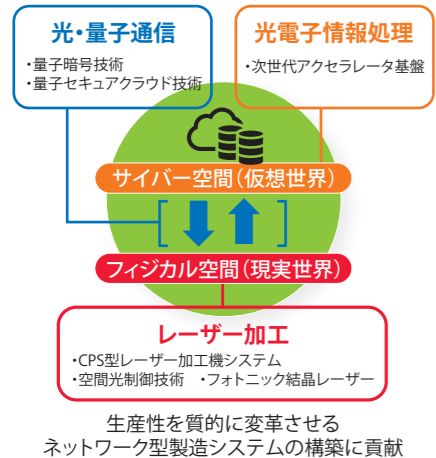 光・量子通信
・量子暗号技術
・量子セキュアクラウド技術
光電子情報処理
・次世代アクセラレータ基盤
サイバー空間(仮想世界)
フィジカル空間(現実世界)
レーザー加工
・CPS型レーザー加工機システム
・空間光制御技術 ・フォトニック結晶レーザー
生産性を質的に変革させる
ネットワーク型製造システムの構築に貢献